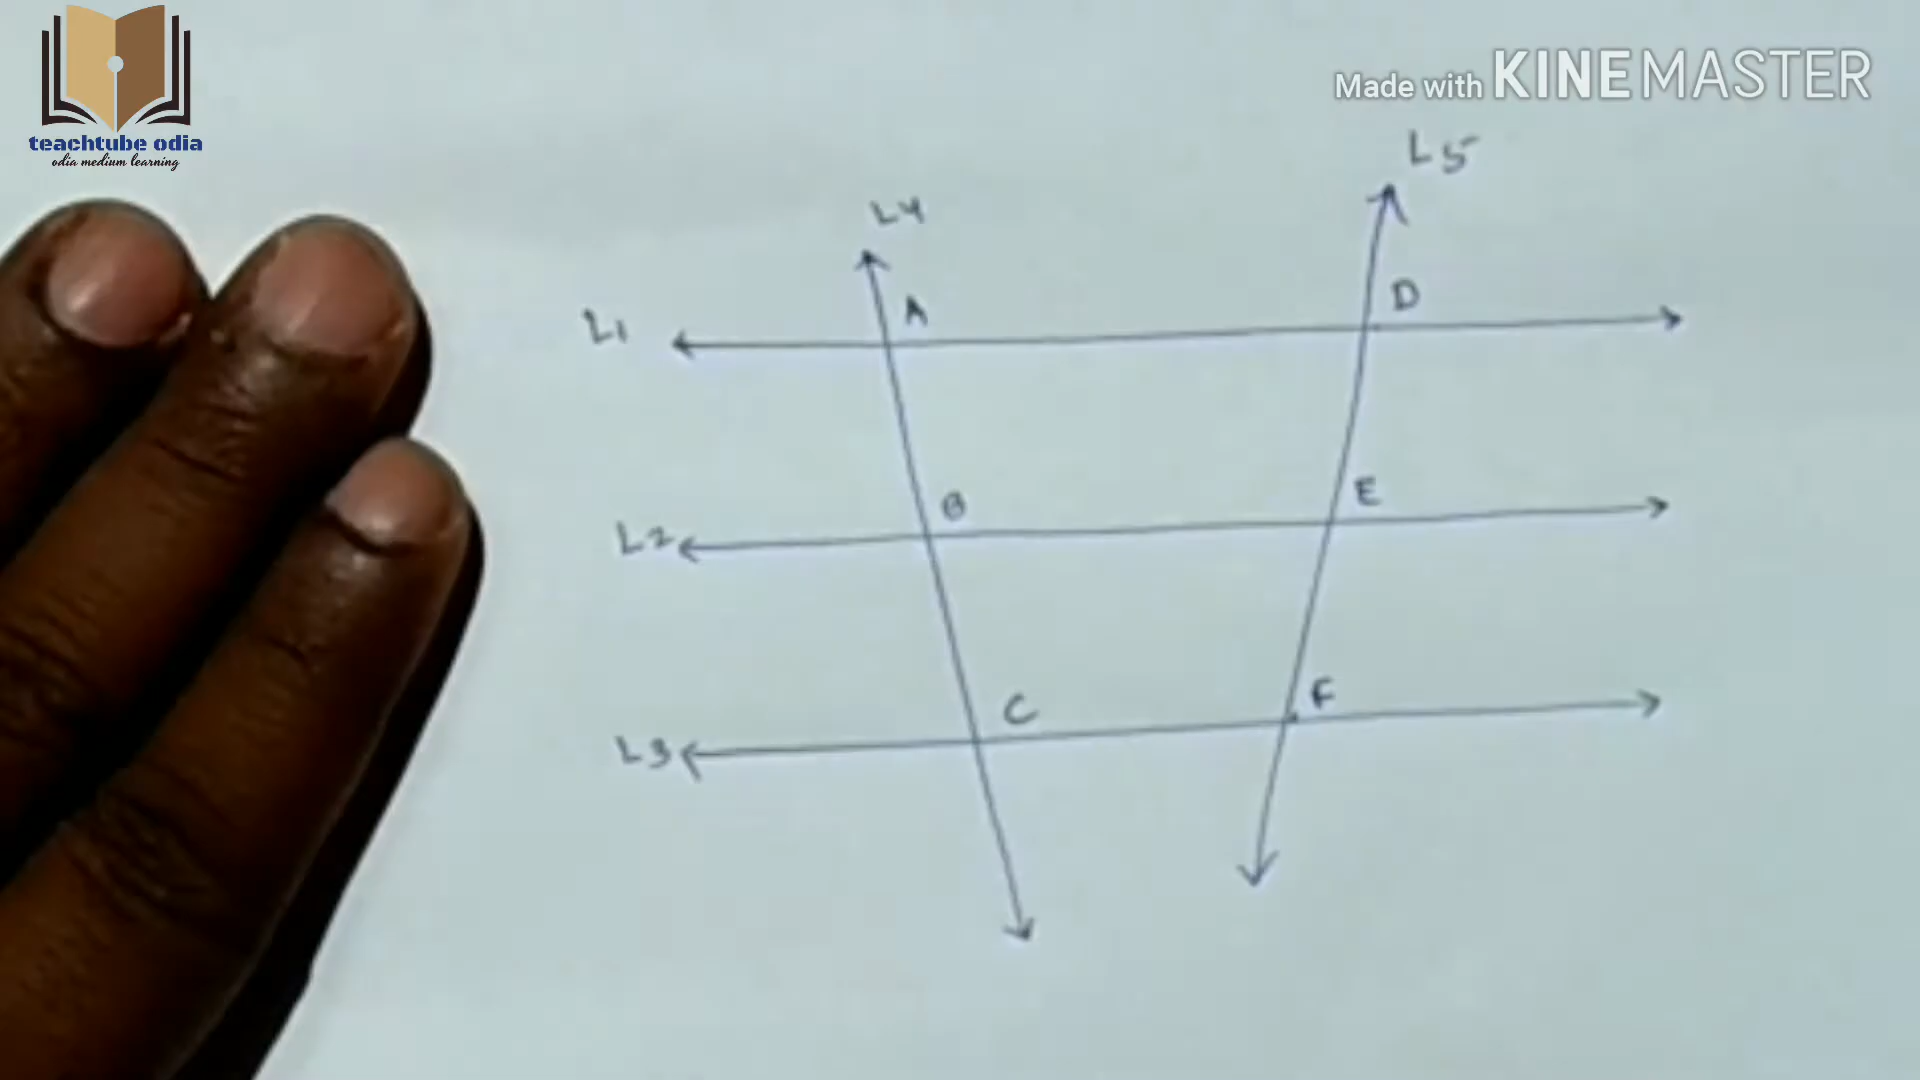 teachtube odia
odia medium learning
Made with KINEMASTER
L5
L4
D
A
L1
E
B
L2
F
C
L3